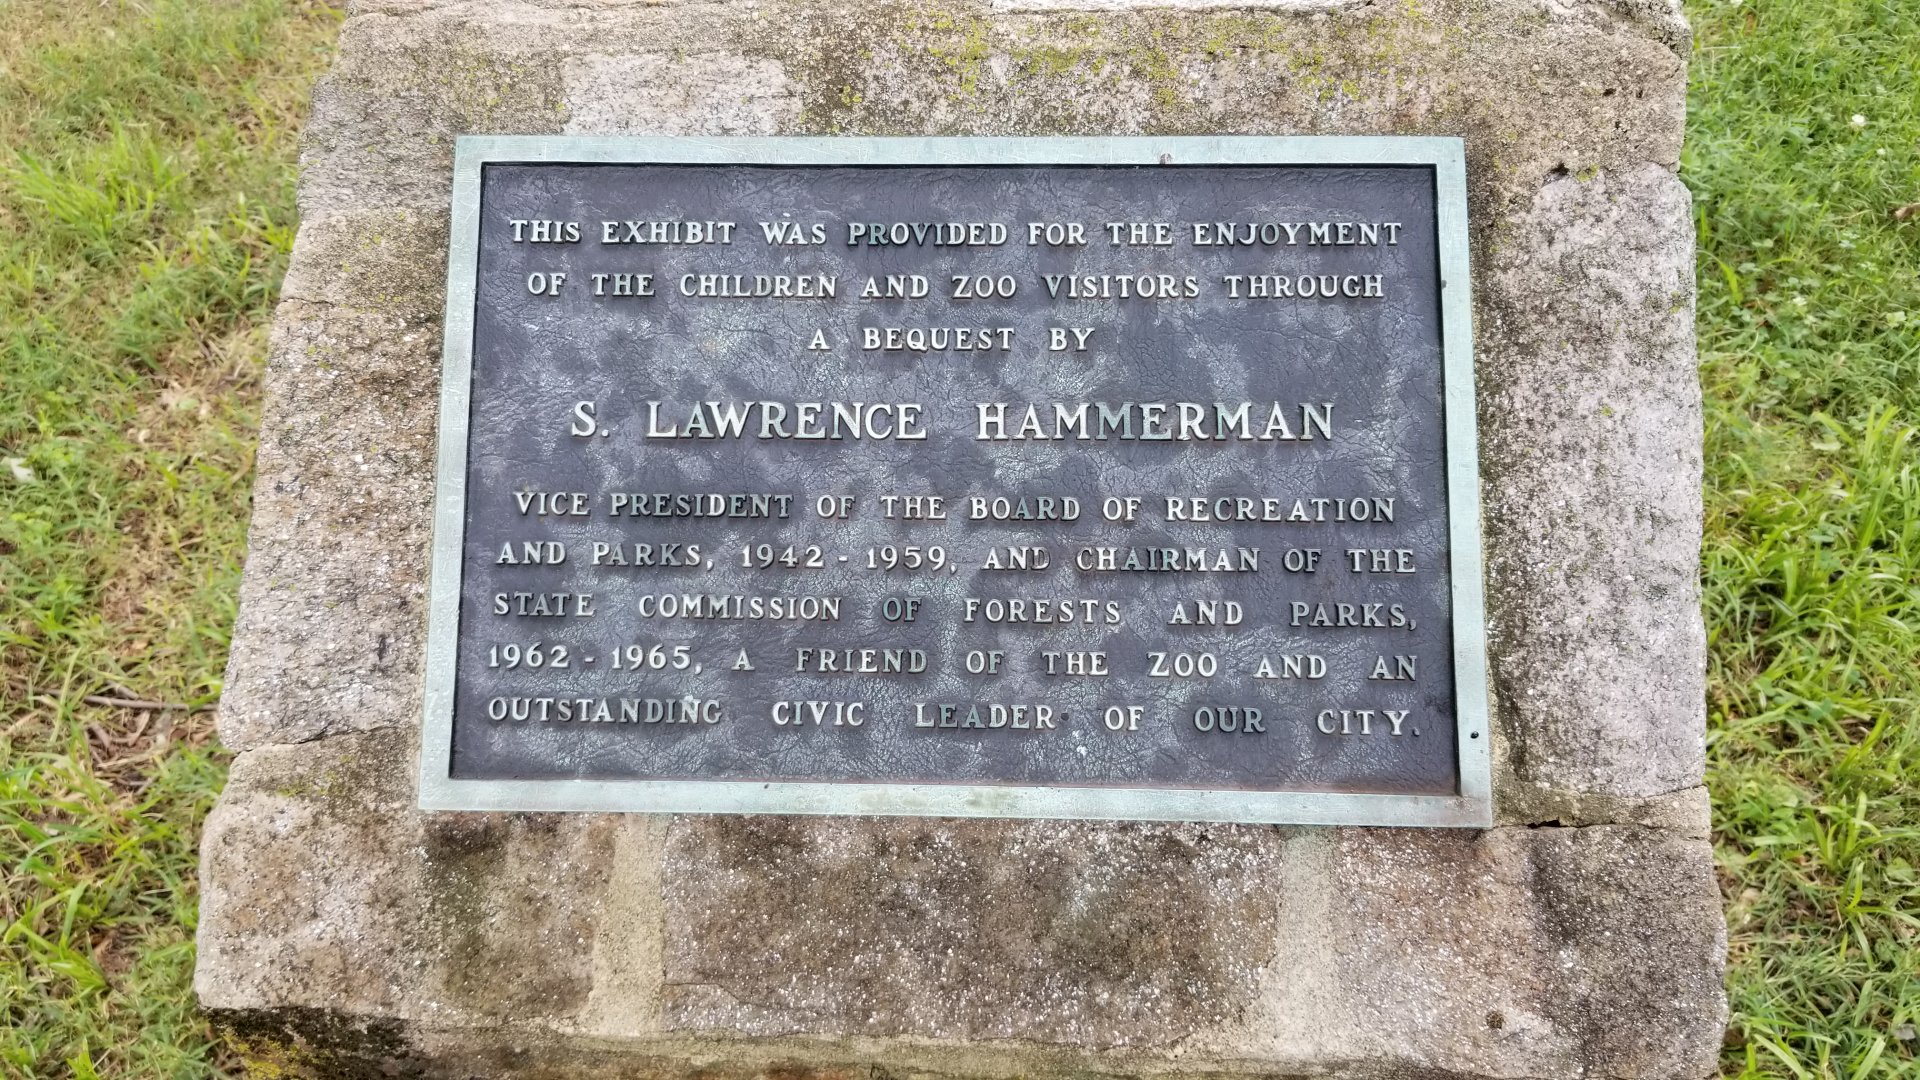 THIS EXHIBIT WAS PROVIDED FOR THE ENJOYMENT
OF THE CHILDREN AND ZOO VISITORS THROUGH
A BEQUEST BY
S. LAWRENCE HAMMERMAN
VICE PRESIDENT OF THE BOARD OF RECREATION
AND PARKS, 1942 - 1959, AND CHAIRMAN OF THE
STATE COMMISSION OF FORESTS AND PARKS,
1962 - 1965, A FRIEND OF THE ZOO AND AN
OUTSTANDING CIVIC LEADER OF OUR CITY.